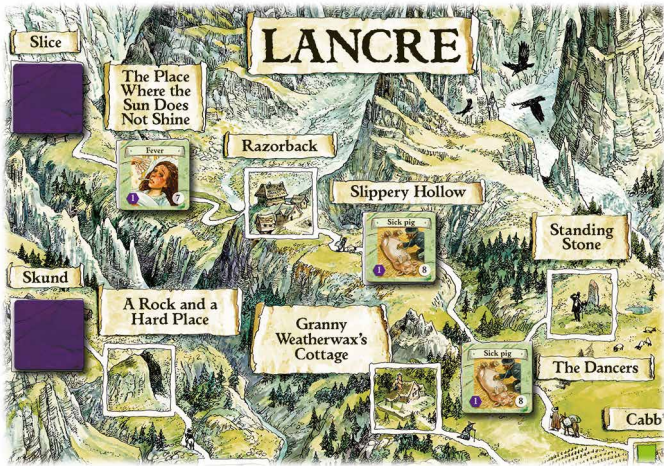 LANCRE
Slice
The Place
Where the
Sun Does
Not Shine
Fever
1
7
Razorback
Slippery Hollow
Sick pig
1
8
Standing
Stone
Skund
A Rock and a
Hard Place
Granny
Weatherwax's
Cottage
Sick pig
1
8
The Dancers
Cabb